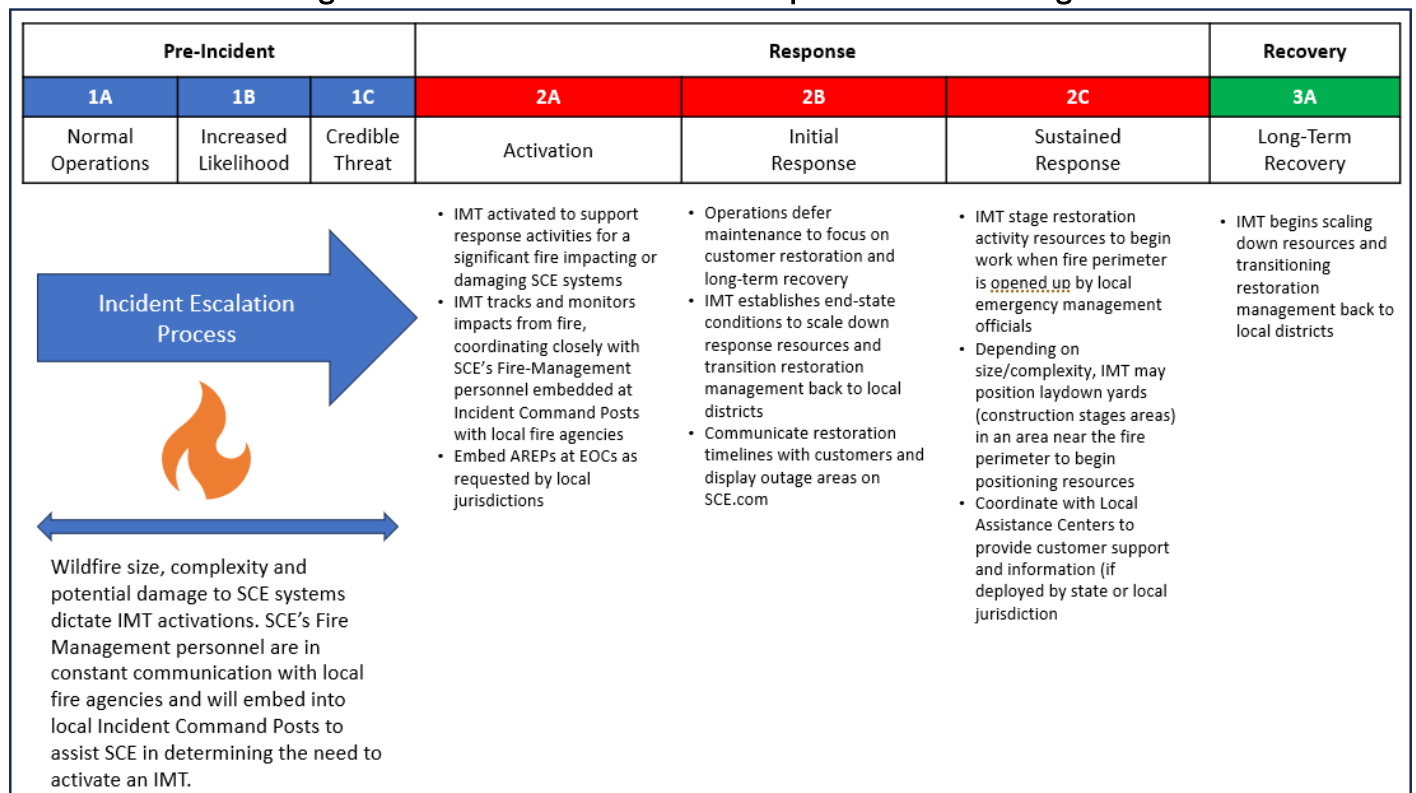 Pre-Incident
Response
Recovery
1A
1B
1C
2A
2B
2C
3A
Normal
Operations
Increased
Likelihood
Credible
Threat
Activation
Initial
Response
Sustained
Response
Long-Term
Recovery
Incident Escalation
Process
Wildfire size, complexity and
potential damage to SCE systems
dictate IMT activations. SCE's Fire
Management personnel are in
constant communication with local
fire agencies and will embed into
local Incident Command Posts to
assist SCE in determining the need to
activate an IMT.
• IMT activated to support
response activities for a
significant fire impacting or
damaging SCE systems
• IMT tracks and monitors
impacts from fire,
coordinating closely with
SCE's Fire-Management
personnel embedded at
Incident Command Posts
with local fire agencies
• Embed AREPs at EOCs as
requested by local
jurisdictions
• Operations defer
maintenance to focus on
customer restoration and
long-term recovery
• IMT establishes end-state
conditions to scale down
response resources and
transition restoration
management back to local
districts
• Communicate restoration
timelines with customers and
display outage areas on
SCE.com
• IMT stage restoration
activity resources to begin
work when fire perimeter
is opened up by local
emergency management
officials
• Depending on
size/complexity, IMT may
position laydown yards
(construction stages areas)
in an area near the fire
perimeter to begin
positioning resources
• Coordinate with Local
Assistance Centers to
provide customer support
and information (if
deployed by state or local
jurisdiction
• IMT begins scaling
down resources and
transitioning
restoration
management back to
local districts